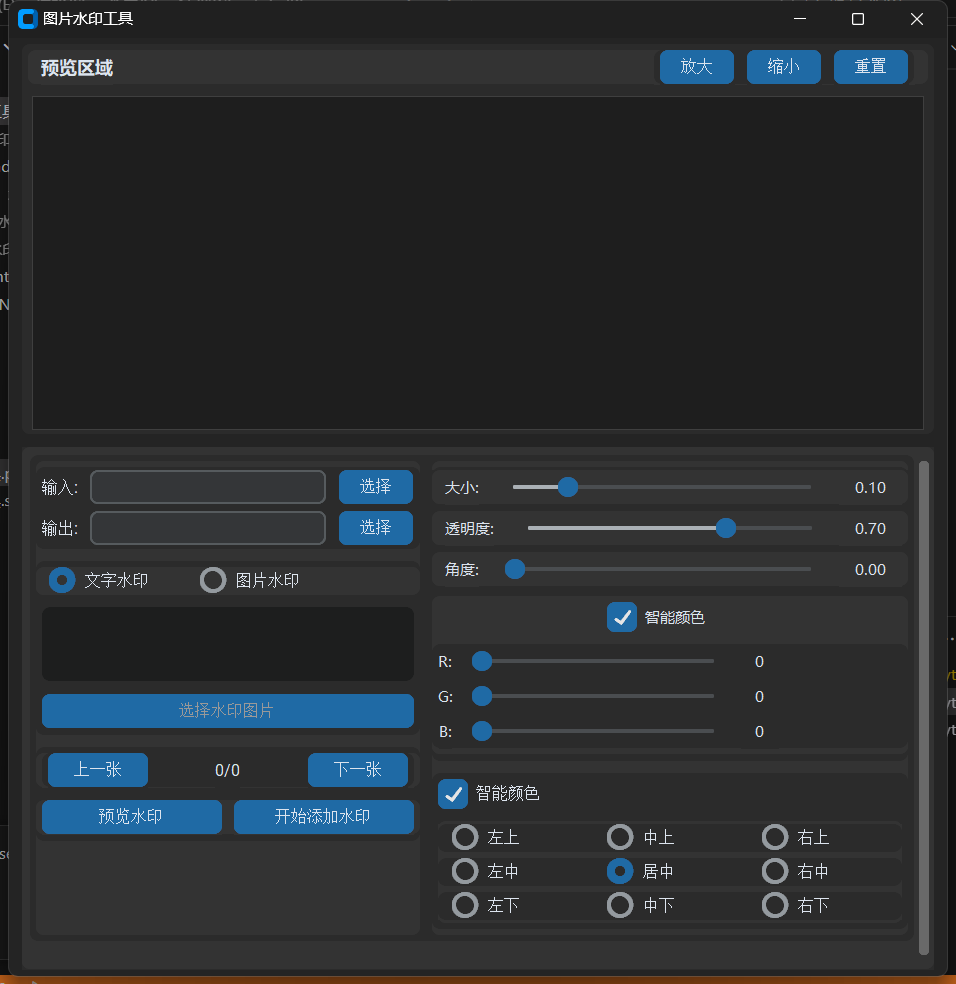 图片水印工具
预览区域 放大 缩小 重置
输入: 选择
输出: 选择
文字水印 图片水印
选择水印图片
上一张 0/0 下一张
预览水印 开始添加水印
大小: 0.10
透明度: 0.70
角度: 0.00
智能颜色
R: 0
G: 0
B: 0
智能颜色
左上 中上 右上
左中 居中 右中
左下 中下 右下